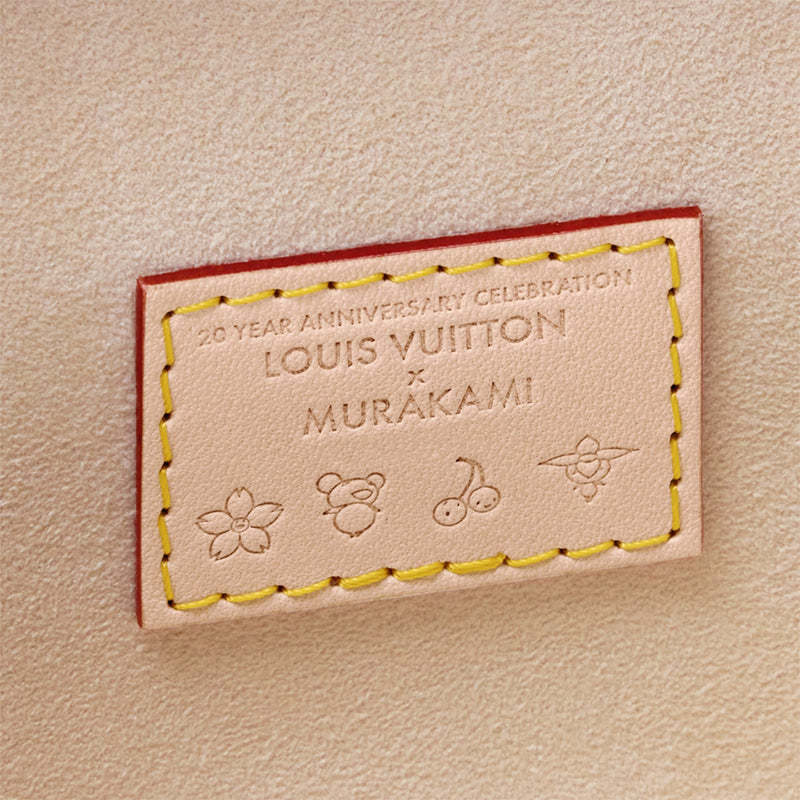 20 YEAR ANNIVERSARY CELEBRATION
LOUIS VUITTON
×
MURAKAMI